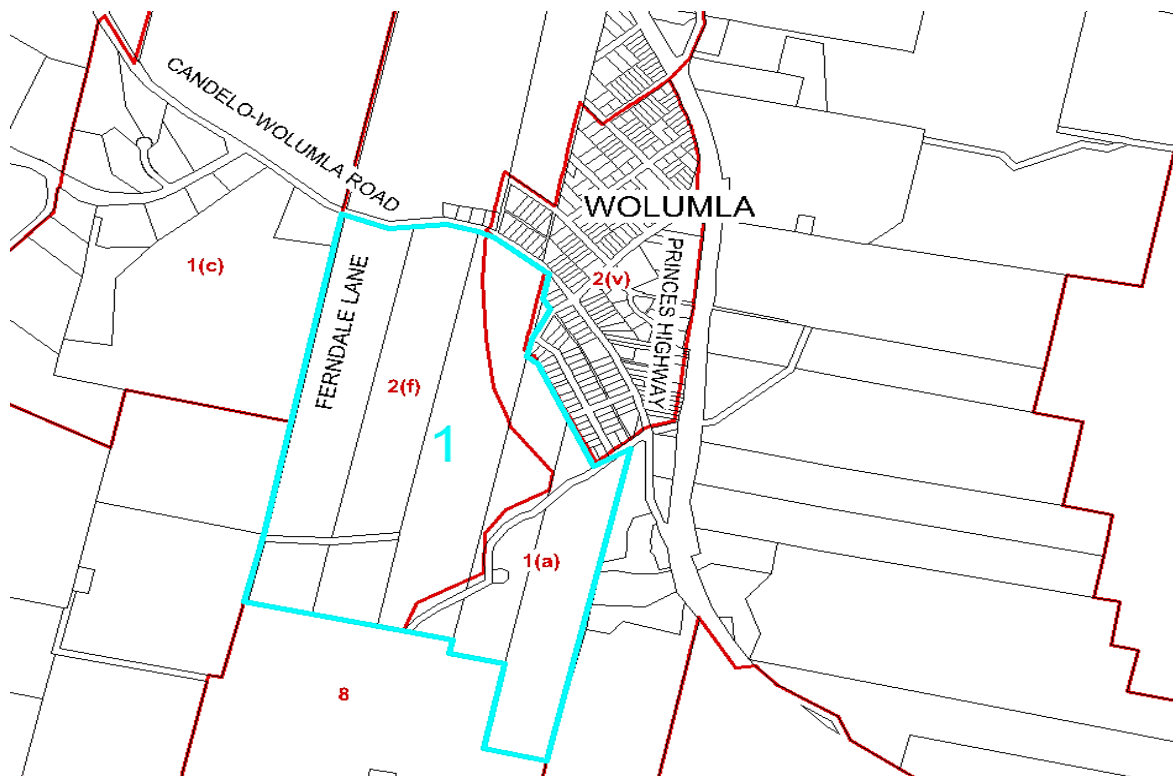 CANDELO-WOLUMLA ROAD
WOLUMLA
1(c)
FERNDALE LANE
2(v)
PRINCES HIGHWAY
2(f)
1
1(a)
8